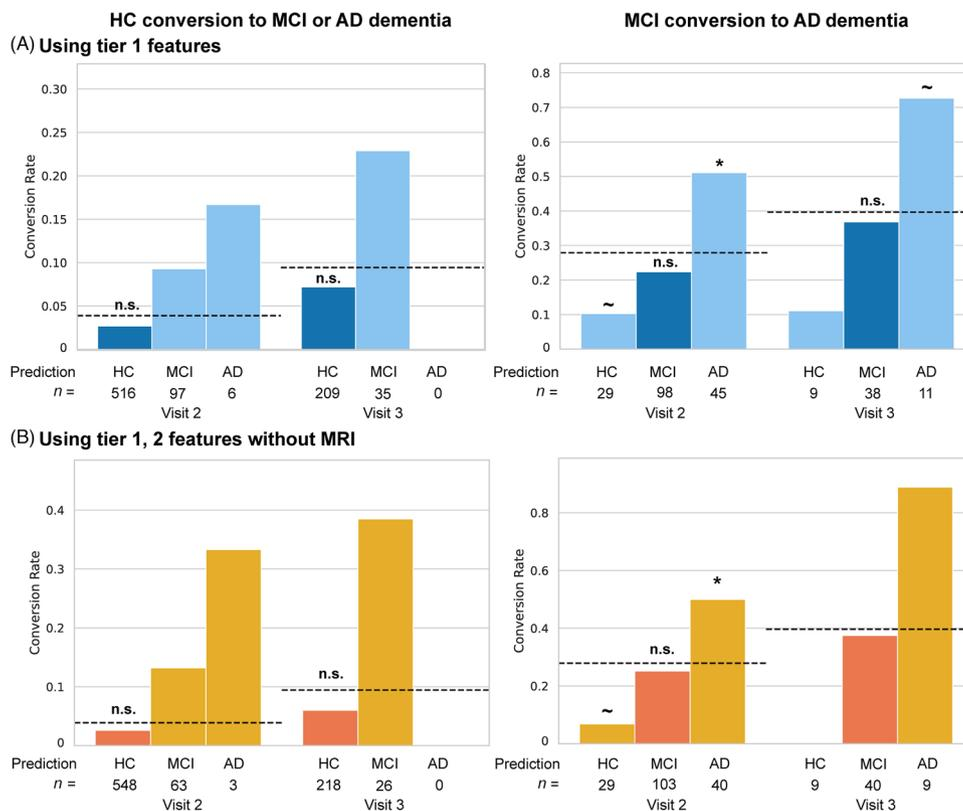 HC conversion to MCI or AD dementia MCI conversion to AD dementia
(A) Using tier 1 features
0.30
0.25
0.20
0.15
0.10
0.05
0
Conversion Rate
n.s.
n.s.
0.8
0.7
0.6
0.5
0.4
0.3
0.2
0.1
0
Conversion Rate
~
n.s.
*
n.s.
~
Prediction HC MCI AD HC MCI AD HC MCI AD HC MCI AD
n = 516 97 6 209 35 0 29 98 45 9 38 11
Visit 2 Visit 3 Visit 2 Visit 3
(B) Using tier 1, 2 features without MRI
0.4
0.3
0.2
0.1
0
Conversion Rate
n.s.
n.s.
0.8
0.6
0.4
0.2
0
Conversion Rate
~
n.s.
*
Prediction HC MCI AD HC MCI AD Prediction HC MCI AD HC MCI AD
n = 548 63 3 218 26 0 n = 29 103 40 9 40 9
Visit 2 Visit 3 Visit 2 Visit 3